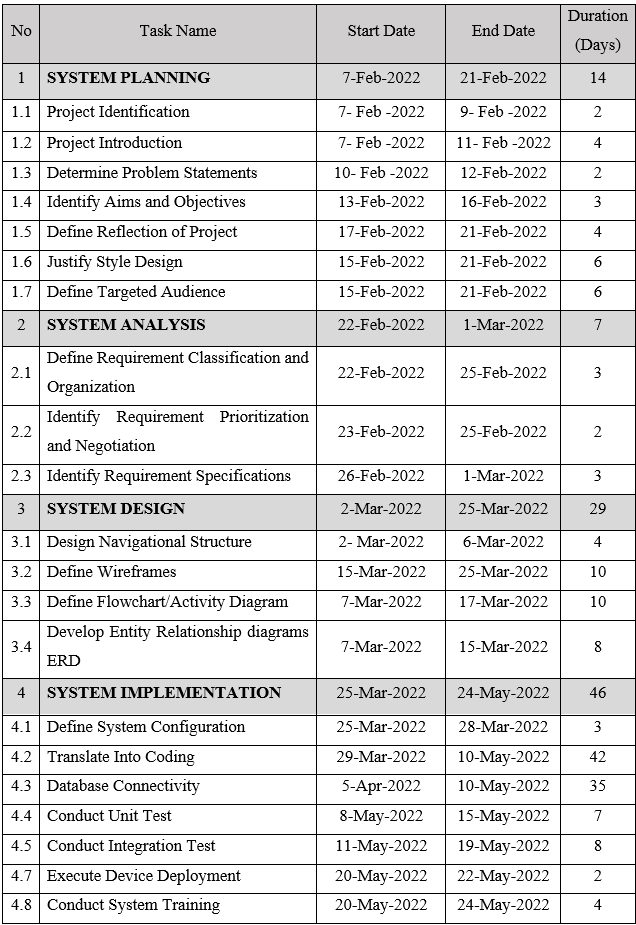 No Task Name Start Date End Date Duration
(Days)
1 SYSTEM PLANNING 7-Feb-2022 21-Feb-2022 14
1.1 Project Identification 7- Feb -2022 9- Feb -2022 2
1.2 Project Introduction 7- Feb -2022 11- Feb -2022 4
1.3 Determine Problem Statements 10- Feb -2022 12-Feb-2022 2
1.4 Identify Aims and Objectives 13-Feb-2022 16-Feb-2022 3
1.5 Define Reflection of Project 17-Feb-2022 21-Feb-2022 4
1.6 Justify Style Design 15-Feb-2022 21-Feb-2022 6
1.7 Define Targeted Audience 15-Feb-2022 21-Feb-2022 6
2 SYSTEM ANALYSIS 22-Feb-2022 1-Mar-2022 7
2.1 Define Requirement Classification and
Organization 22-Feb-2022 25-Feb-2022 3
2.2 Identify Requirement Prioritization
and Negotiation 23-Feb-2022 25-Feb-2022 2
2.3 Identify Requirement Specifications 26-Feb-2022 1-Mar-2022 3
3 SYSTEM DESIGN 2-Mar-2022 25-Mar-2022 29
3.1 Design Navigational Structure 2- Mar-2022 6-Mar-2022 4
3.2 Define Wireframes 15-Mar-2022 25-Mar-2022 10
3.3 Define Flowchart/Activity Diagram 7-Mar-2022 17-Mar-2022 10
3.4 Develop Entity Relationship diagrams
ERD 7-Mar-2022 15-Mar-2022 8
4 SYSTEM IMPLEMENTATION 25-Mar-2022 24-May-2022 46
4.1 Define System Configuration 25-Mar-2022 28-Mar-2022 3
4.2 Translate Into Coding 29-Mar-2022 10-May-2022 42
4.3 Database Connectivity 5-Apr-2022 10-May-2022 35
4.4 Conduct Unit Test 8-May-2022 15-May-2022 7
4.5 Conduct Integration Test 11-May-2022 19-May-2022 8
4.7 Execute Device Deployment 20-May-2022 22-May-2022 2
4.8 Conduct System Training 20-May-2022 24-May-2022 4